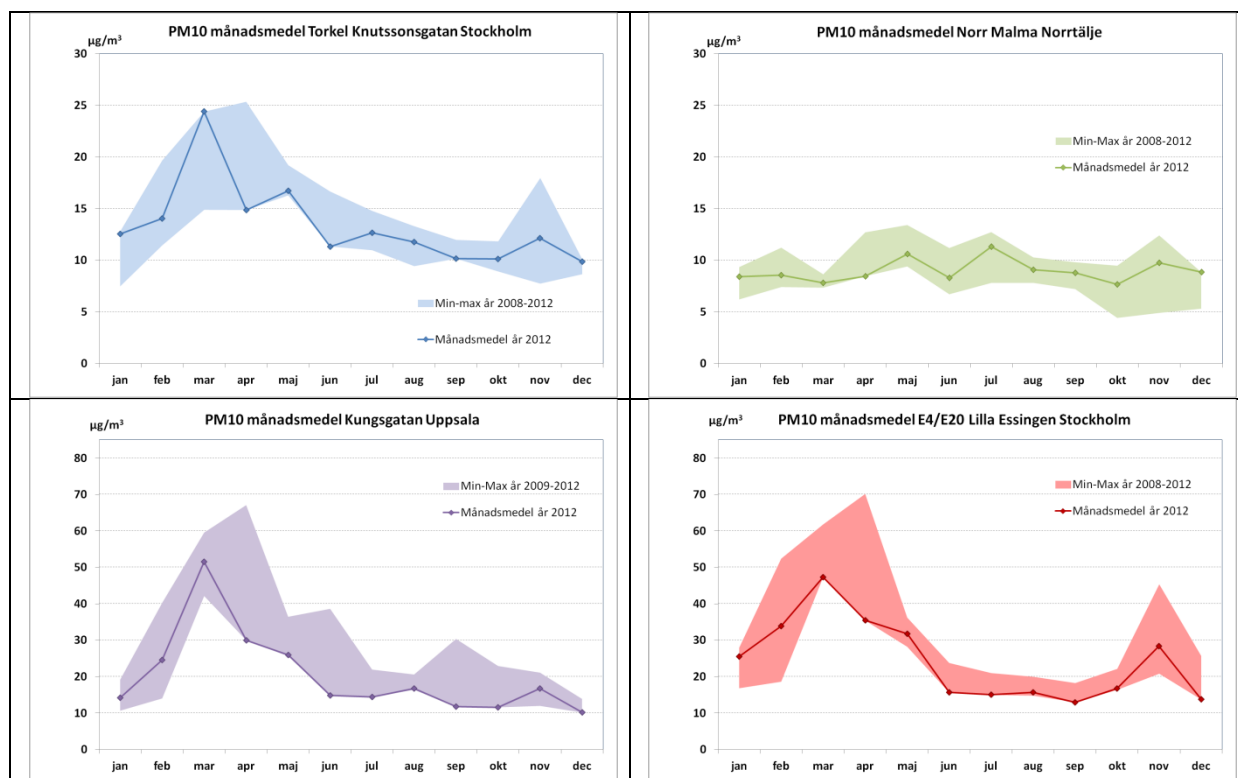 PM10 månadsmedel Torkel Knutssonsgatan Stockholm
µg/m³
30
25
20
15
10
5
0
Min-max år 2008-2012
Månadsmedel år 2012
jan feb mar apr maj jun jul aug sep okt nov dec
PM10 månadsmedel Norr Malma Norrtälje
µg/m³
30
25
20
15
10
5
0
Min-Max år 2008-2012
Månadsmedel år 2012
jan feb mar apr maj jun jul aug sep okt nov dec
PM10 månadsmedel Kungsgatan Uppsala
µg/m³
80
70
60
50
40
30
20
10
0
Min-Max år 2009-2012
Månadsmedel år 2012
jan feb mar apr maj jun jul aug sep okt nov dec
PM10 månadsmedel E4/E20 Lilla Essingen Stockholm
µg/m³
80
70
60
50
40
30
20
10
0
Min-Max år 2008-2012
Månadsmedel år 2012
jan feb mar apr maj jun jul aug sep okt nov dec